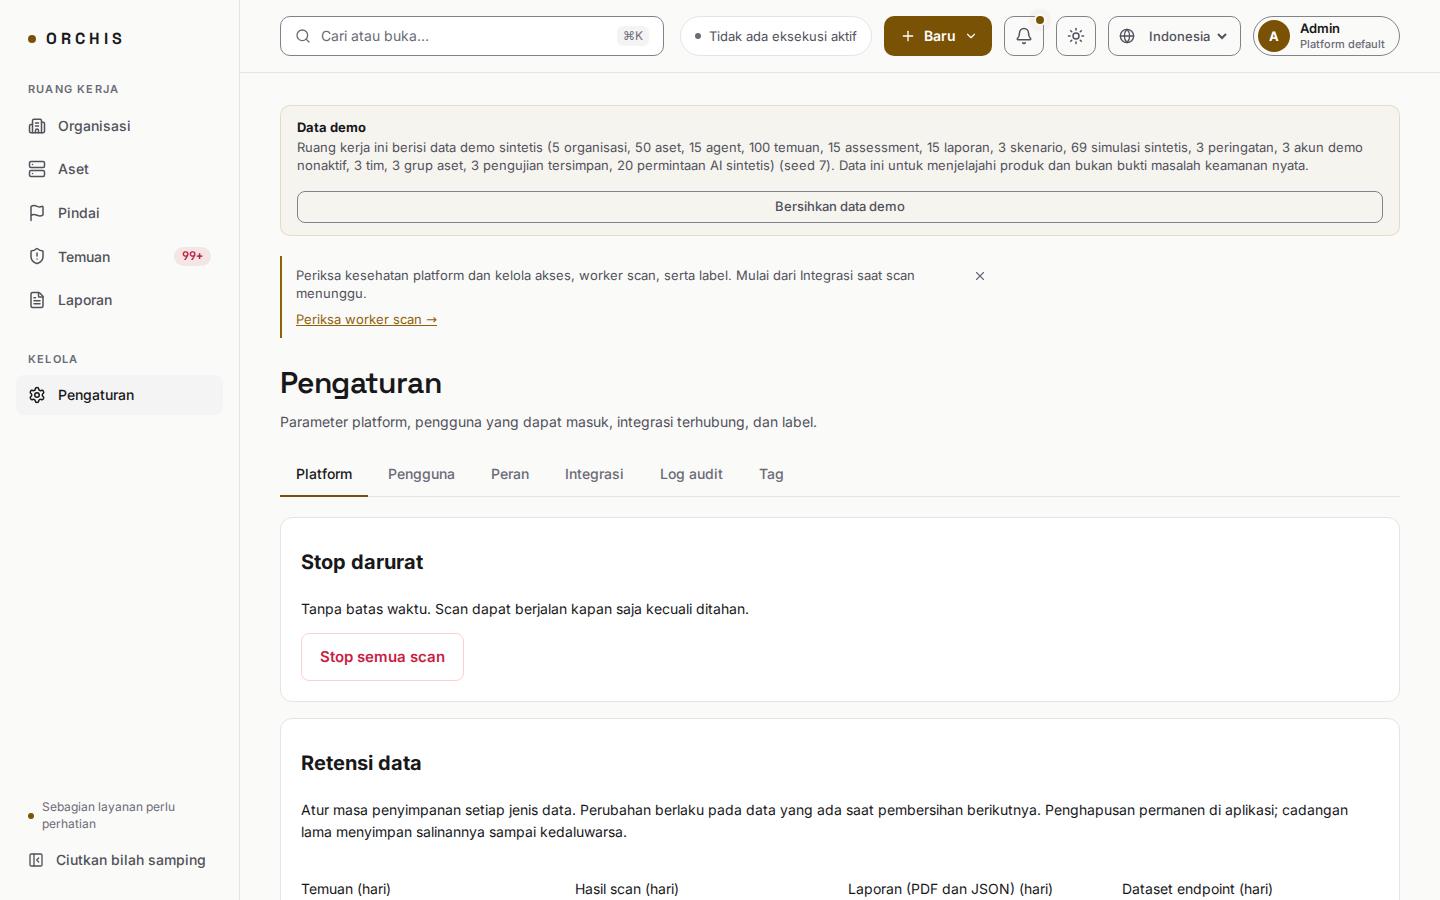 ORCHIS
RUANG KERJA
Organisasi
Aset
Pindai
Temuan
99+
Laporan
KELOLA
Pengaturan
Sebagian layanan perlu
perhatian
Ciutkan bilah samping
Cari atau buka...
⌘K
Tidak ada eksekusi aktif
Baru
Indonesia
A
Admin
Platform default
Data demo
Ruang kerja ini berisi data demo sintetis (5 organisasi, 50 aset, 15 agent, 100 temuan, 15 assessment, 15 laporan, 3 skenario, 69 simulasi sintetis, 3 peringatan, 3 akun demo
nonaktif, 3 tim, 3 grup aset, 3 pengujian tersimpan, 20 permintaan AI sintetis) (seed 7). Data ini untuk menjelajahi produk dan bukan bukti masalah keamanan nyata.
Bersihkan data demo
Periksa kesehatan platform dan kelola akses, worker scan, serta label. Mulai dari Integrasi saat scan
menunggu.
Periksa worker scan →
Pengaturan
Parameter platform, pengguna yang dapat masuk, integrasi terhubung, dan label.
Platform
Pengguna
Peran
Integrasi
Log audit
Tag
Stop darurat
Tanpa batas waktu. Scan dapat berjalan kapan saja kecuali ditahan.
Stop semua scan
Retensi data
Atur masa penyimpanan setiap jenis data. Perubahan berlaku pada data yang ada saat pembersihan berikutnya. Penghapusan permanen di aplikasi; cadangan
lama menyimpan salinannya sampai kedaluwarsa.
Temuan (hari)
Hasil scan (hari)
Laporan (PDF dan JSON) (hari)
Dataset endpoint (hari)